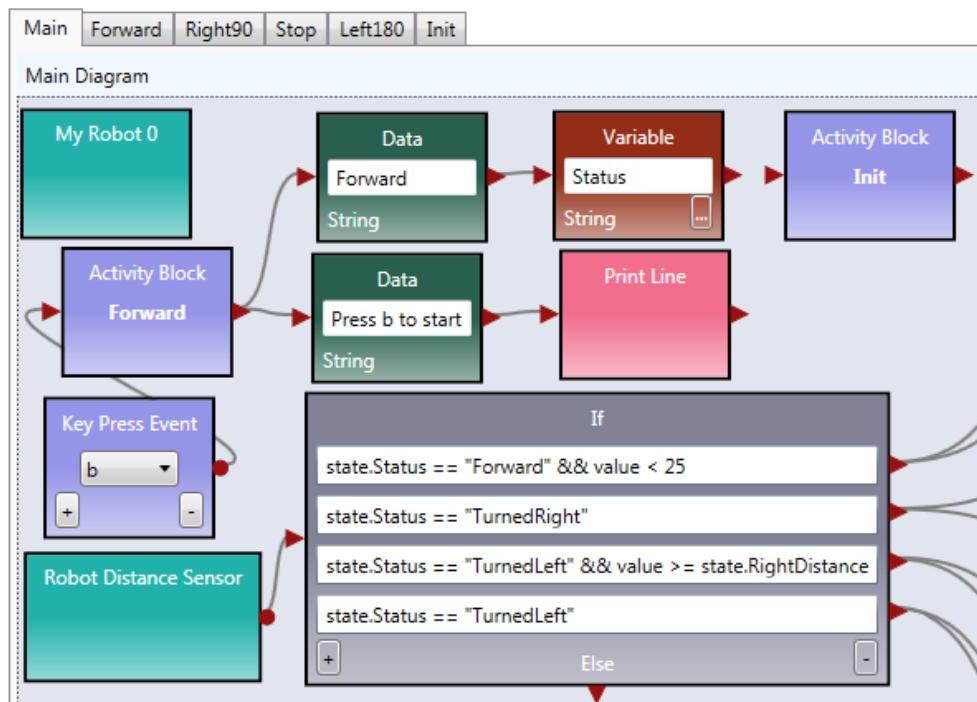 Main
Forward
Right90
Stop
Left180
Init
Main Diagram
My Robot 0
Data
Forward
String
Variable
Status
String
...
Activity Block
Init
Activity Block
Forward
Data
Press b to start
String
Print Line
Key Press Event
b
+
-
If
state.Status == "Forward" && value < 25
state.Status == "TurnedRight"
state.Status == "TurnedLeft" && value >= state.RightDistance
state.Status == "TurnedLeft"
+
Else
-
Robot Distance Sensor